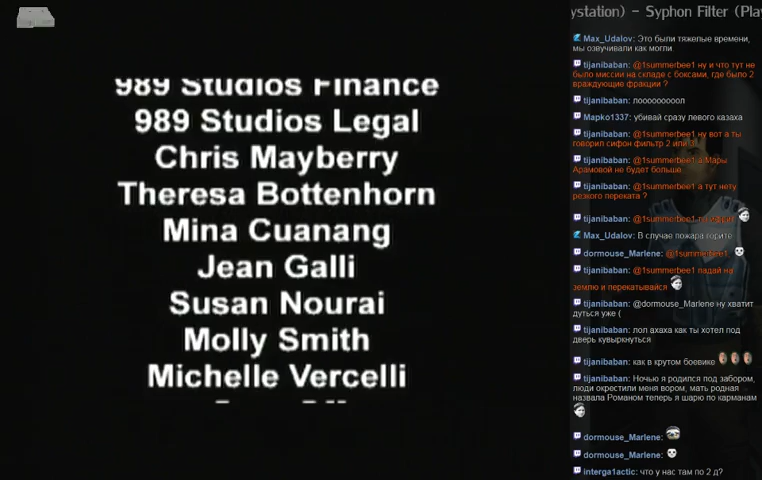 989 Studios Finance
989 Studios Legal
Chris Mayberry
Theresa Bottenhorn
Mina Cuanang
Jean Galli
Susan Nourai
Molly Smith
Michelle Vercelli
ystation) - Syphon Filter (Pla
Max_Udalov: Это были тяжелые времени,
мы озвучивали как могли
tijanibaban: @1summerbee1 ну и что тут не
было миссии на складе с боксами, где было 2
враждующие фракции ?
tijanibaban: лооооооооол
Mapko1337: убивай сразу левого казаха
tijanibaban: @1summerbee1 ну вот а ты
говорил сифон фильтр 2 или
tijanibaban: @1summerbee1 а Мары
Арамовой не будет больше
tijanibaban: @1summerbee1 а тут нету
резкого переката ?
tijanibaban: @1summerbee1
Max_Udalov: В случае пожара горите
dormouse_Marlene: @1summerbee1
tijanibaban: @1summerbee1 падай на
землю и перекатывайся
tijanibaban: @dormouse_Marlene ну хватит
дуться уже (
tijanibaban: лол ахаха как ты хотел под
дверь кувыркнуться
tijanibaban: как в крутом боевике
tijanibaban: Ночью я родился под забором,
люди окрестили меня вором, мать родная
назвала Романом теперь я шарю по карманам
dormouse_Marlene:
dormouse_Marlene:
interga1actic: что у нас там по 2 д?